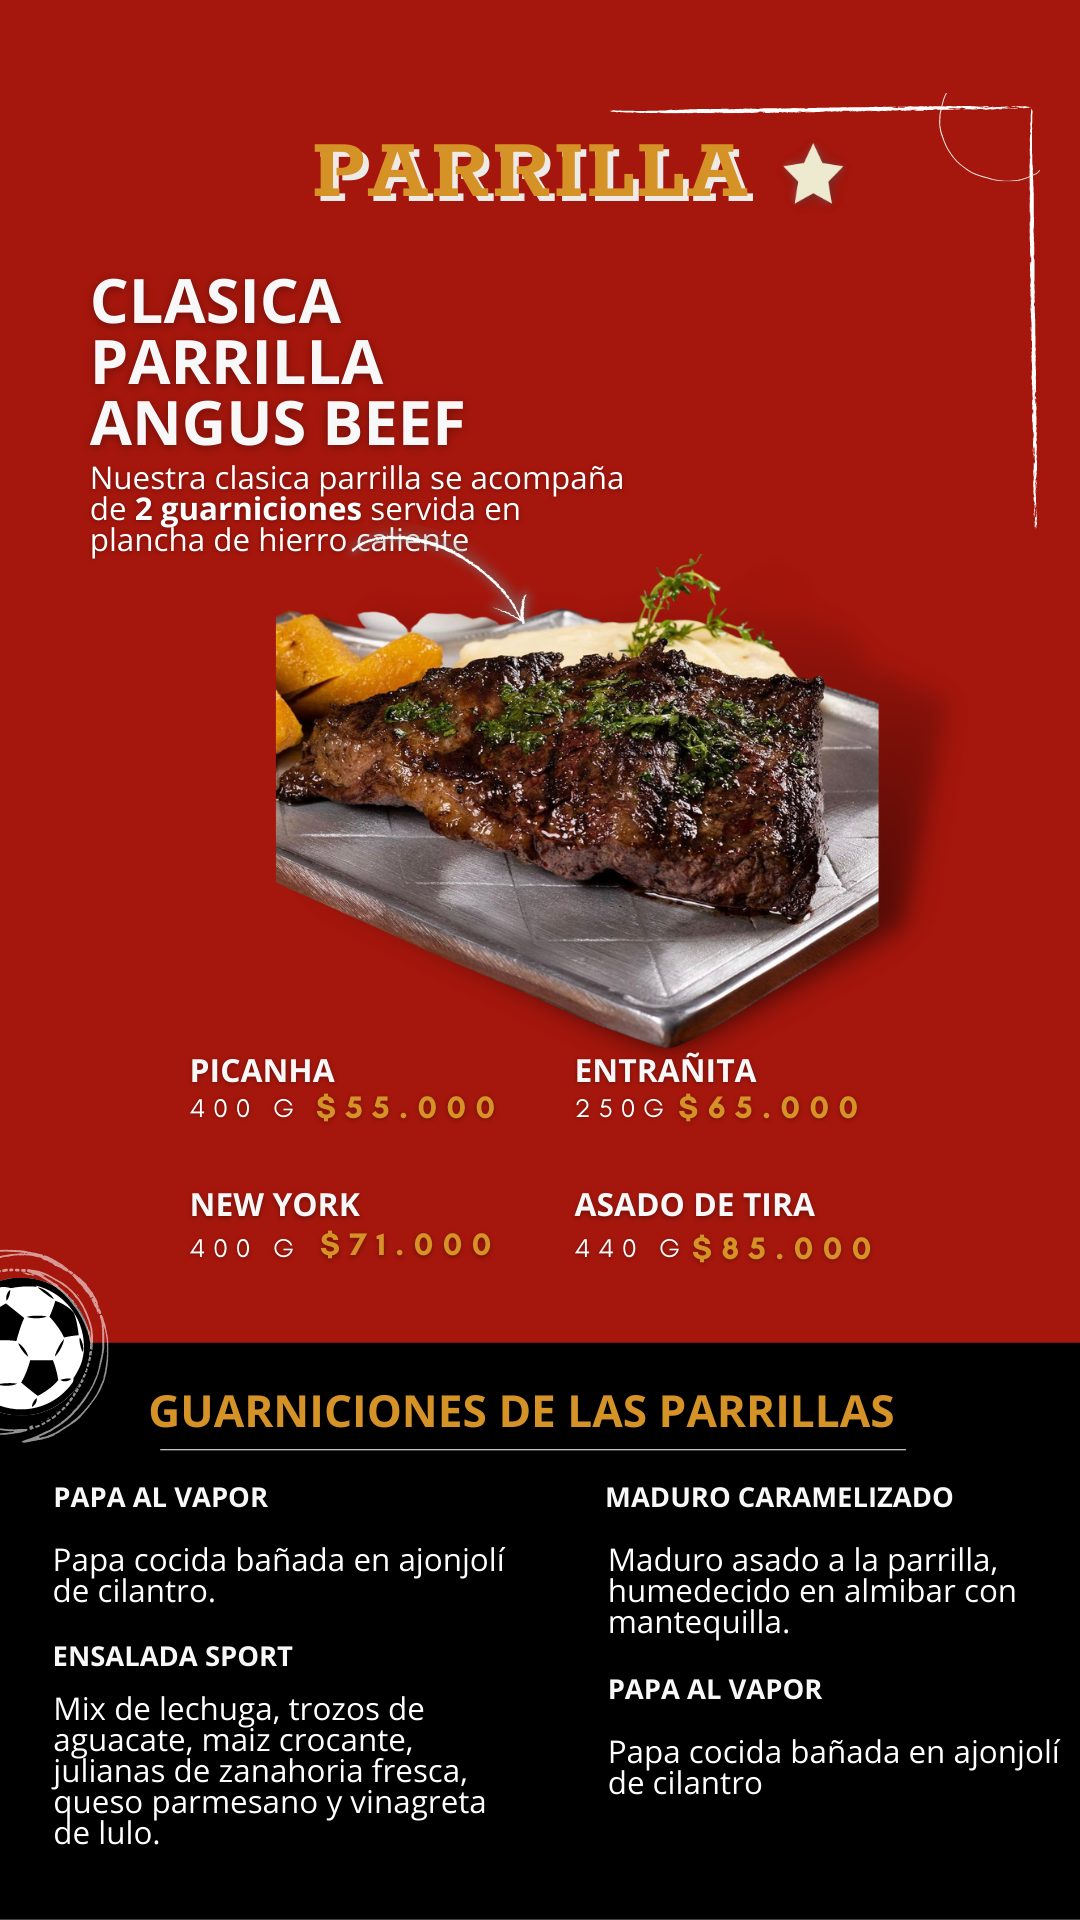 PARRILLA
CLASICA
PARRILLA
ANGUS BEEF
Nuestra clasica parrilla se acompaña
de 2 guarniciones servida en
plancha de hierro caliente
PICANHA
400 G $55.000
ENTRAÑITA
250G $65.000
NEW YORK
400 G $71.000
ASADO DE TIRA
440 G $85.000
GUARNICIONES DE LAS PARRILLAS
PAPA AL VAPOR
Papa cocida bañada en ajonjolí
de cilantro.
ENSALADA SPORT
Mix de lechuga, trozos de
aguacate, maiz crocante,
julianas de zanahoria fresca,
queso parmesano y vinagreta
de lulo.
MADURO CARAMELIZADO
Maduro asado a la parrilla,
humedecido en almibar con
mantequilla.
PAPA AL VAPOR
Papa cocida bañada en ajonjolí
de cilantro